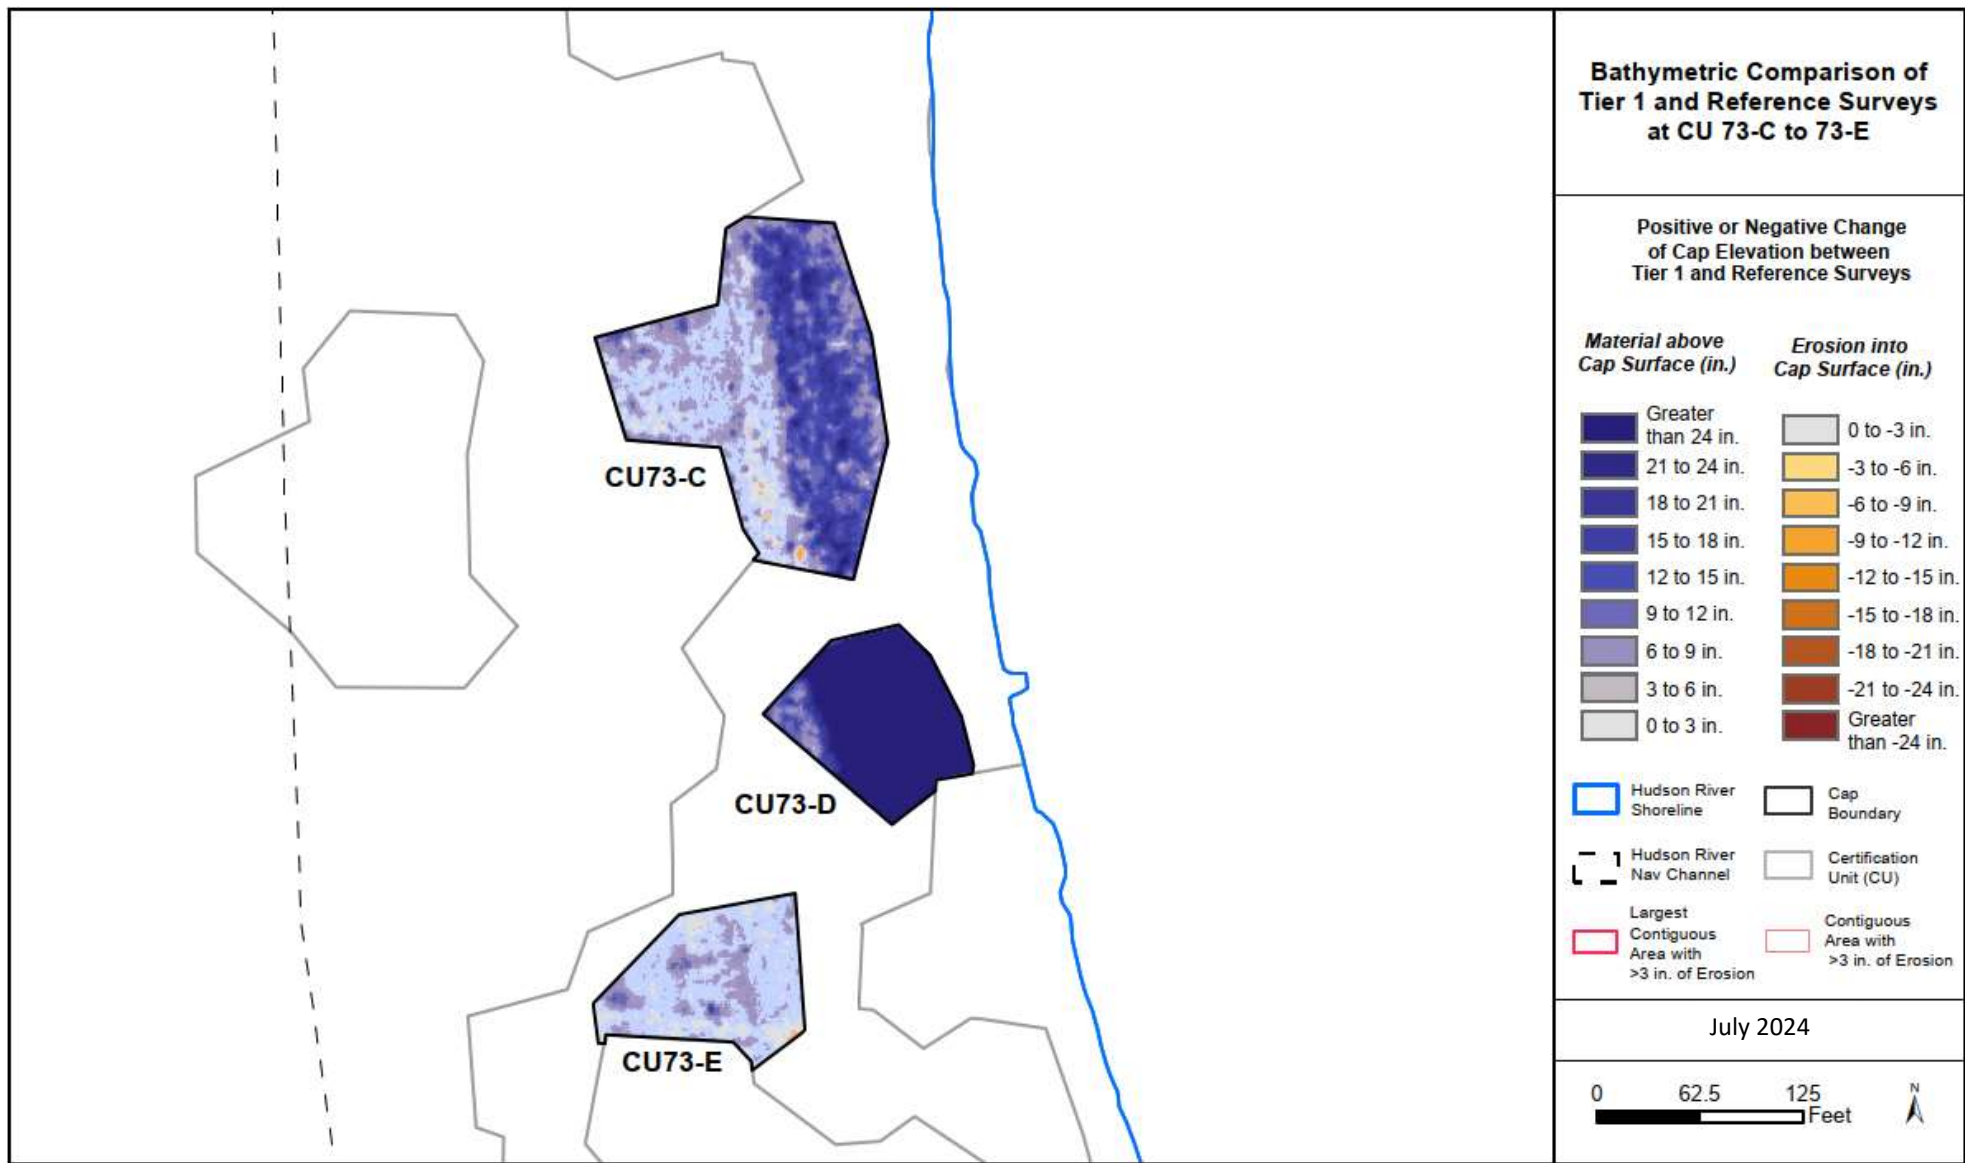 CU73-C
CU73-D
CU73-E
Bathymetric Comparison of
Tier 1 and Reference Surveys
at CU 73-C to 73-E
Positive or Negative Change
of Cap Elevation between
Tier 1 and Reference Surveys
Material above
Cap Surface (in.)
Greater
than 24 in.
21 to 24 in.
18 to 21 in.
15 to 18 in.
12 to 15 in.
9 to 12 in.
6 to 9 in.
3 to 6 in.
0 to 3 in.
Erosion into
Cap Surface (in.)
0 to -3 in.
-3 to -6 in.
-6 to -9 in.
-9 to -12 in.
-12 to -15 in.
-15 to -18 in.
-18 to -21 in.
-21 to -24 in.
Greater
than -24 in.
Hudson River
Shoreline
Cap
Boundary
Hudson River
Nav Channel
Certification
Unit (CU)
Largest
Contiguous
Area with
>3 in. of Erosion
Contiguous
Area with
>3 in. of Erosion
July 2024
0 62.5 125
Feet
N